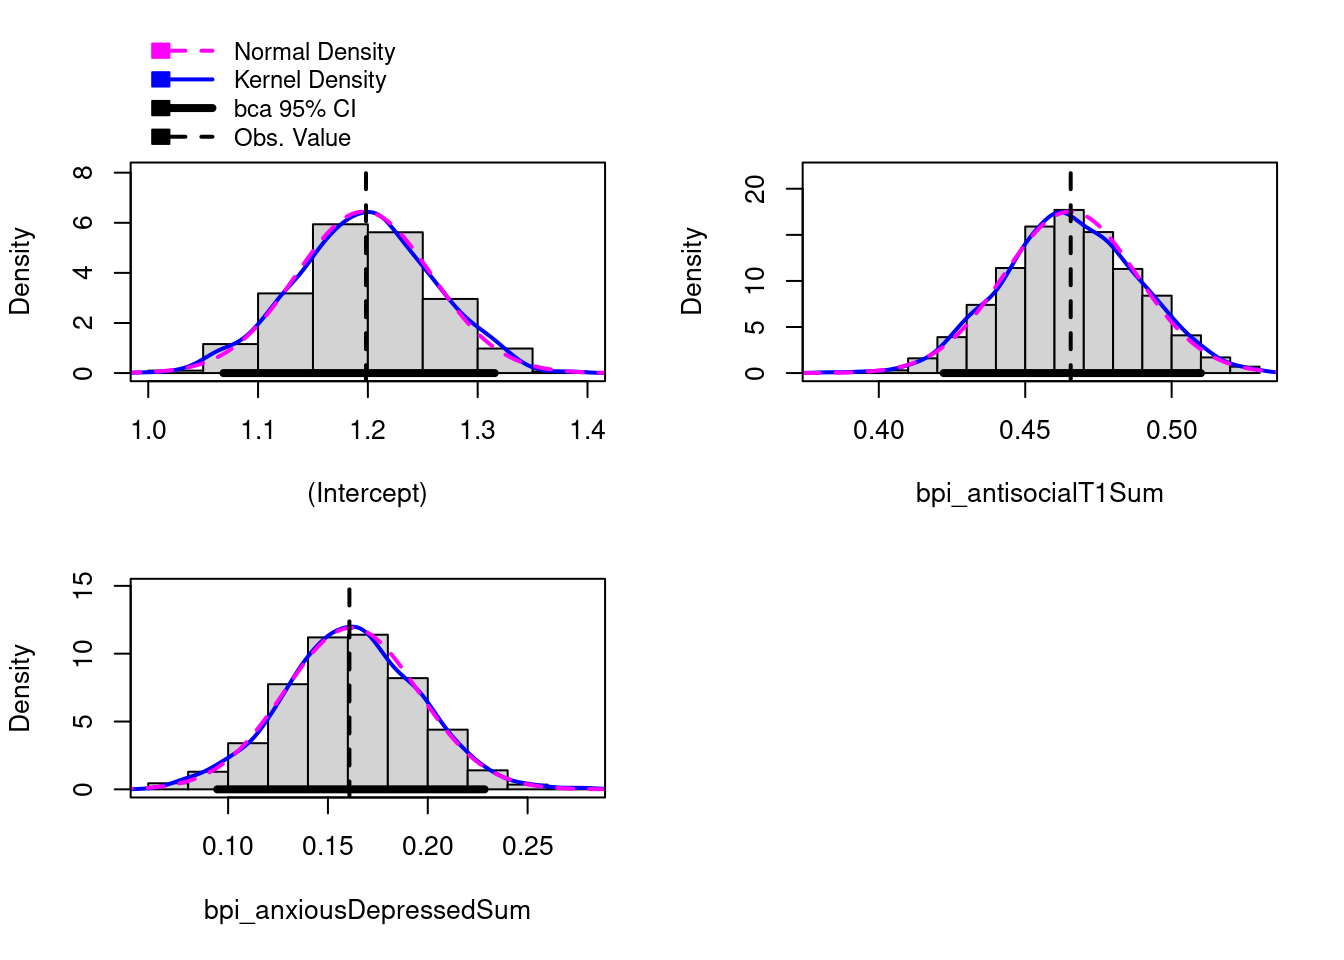 Normal Density
Kernel Density
bca 95% CI
Obs. Value
Density
8
6
4
2
0
1.0 1.1 1.2 1.3 1.4
(Intercept)
Density
20
10
5
0
0.40 0.45 0.50
bpi_antisocialT1Sum
Density
15
10
5
0
0.10 0.15 0.20 0.25
bpi_anxiousDepressedSum